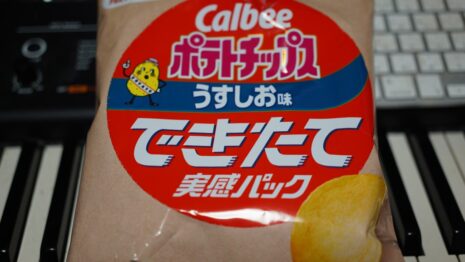 Calbee
ポテトチップス
うすしお味
できたて
実感パック